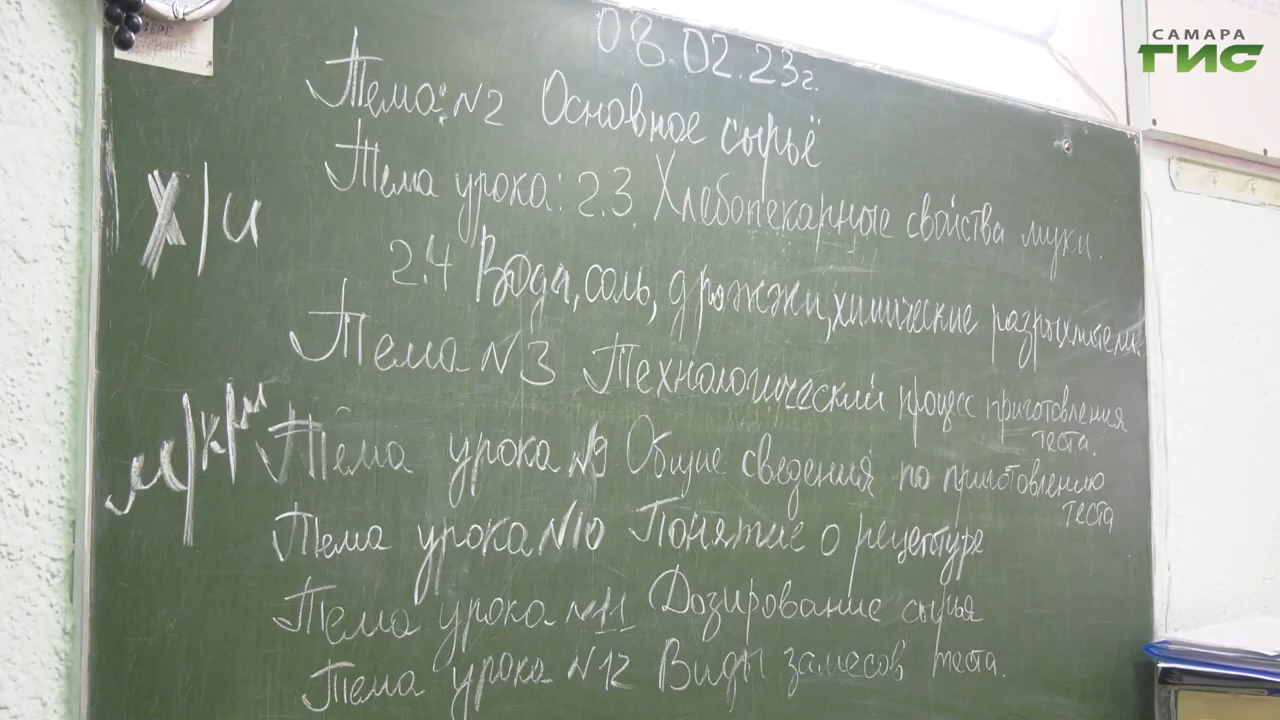 САМАРА
ГИС
08.02.23г.
Тема: №2 Основное сырьё
Тема урока: 2.3 Хлебопекарные свойства муки.
2.4 Вода, соль, дрожжи, химические разрыхлители.
Х/и
Тема №3 Технологический процесс приготовления
теста.
м/к/м
Тема урока №9 Общие сведения по приготовлению
теста
Тема урока №10 Понятие о рецептуре
Тема урока №11 Дозирование сырья
Тема урока №12 Виды замесов теста.